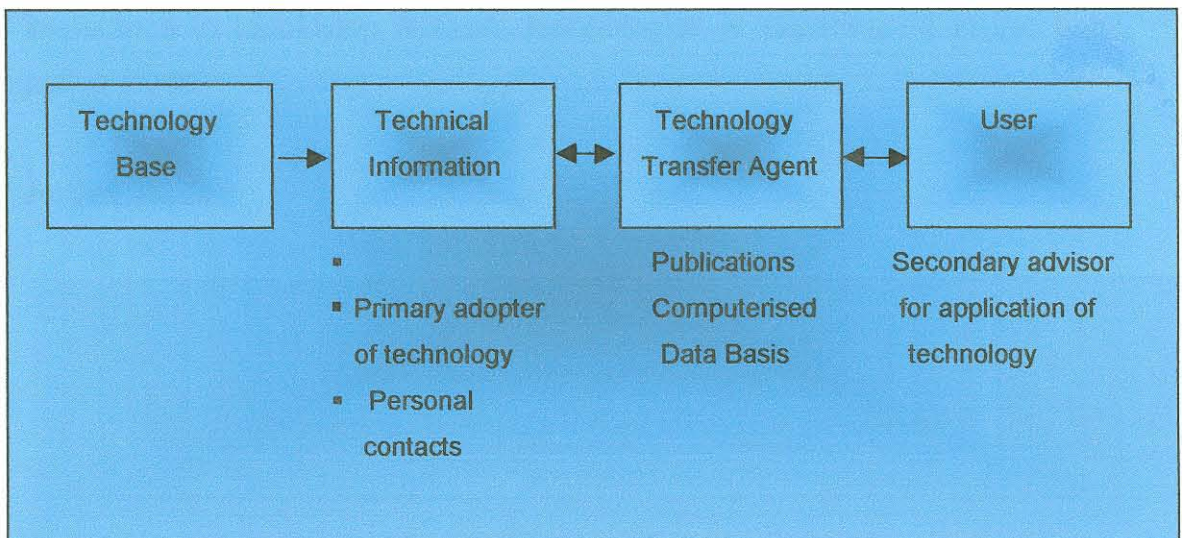 Technology
Base
Technical
Information
Technology
Transfer Agent
User
▪
▪ Primary adopter
of technology
▪ Personal
contacts
Publications
Computerised
Data Basis
Secondary advisor
for application of
technology